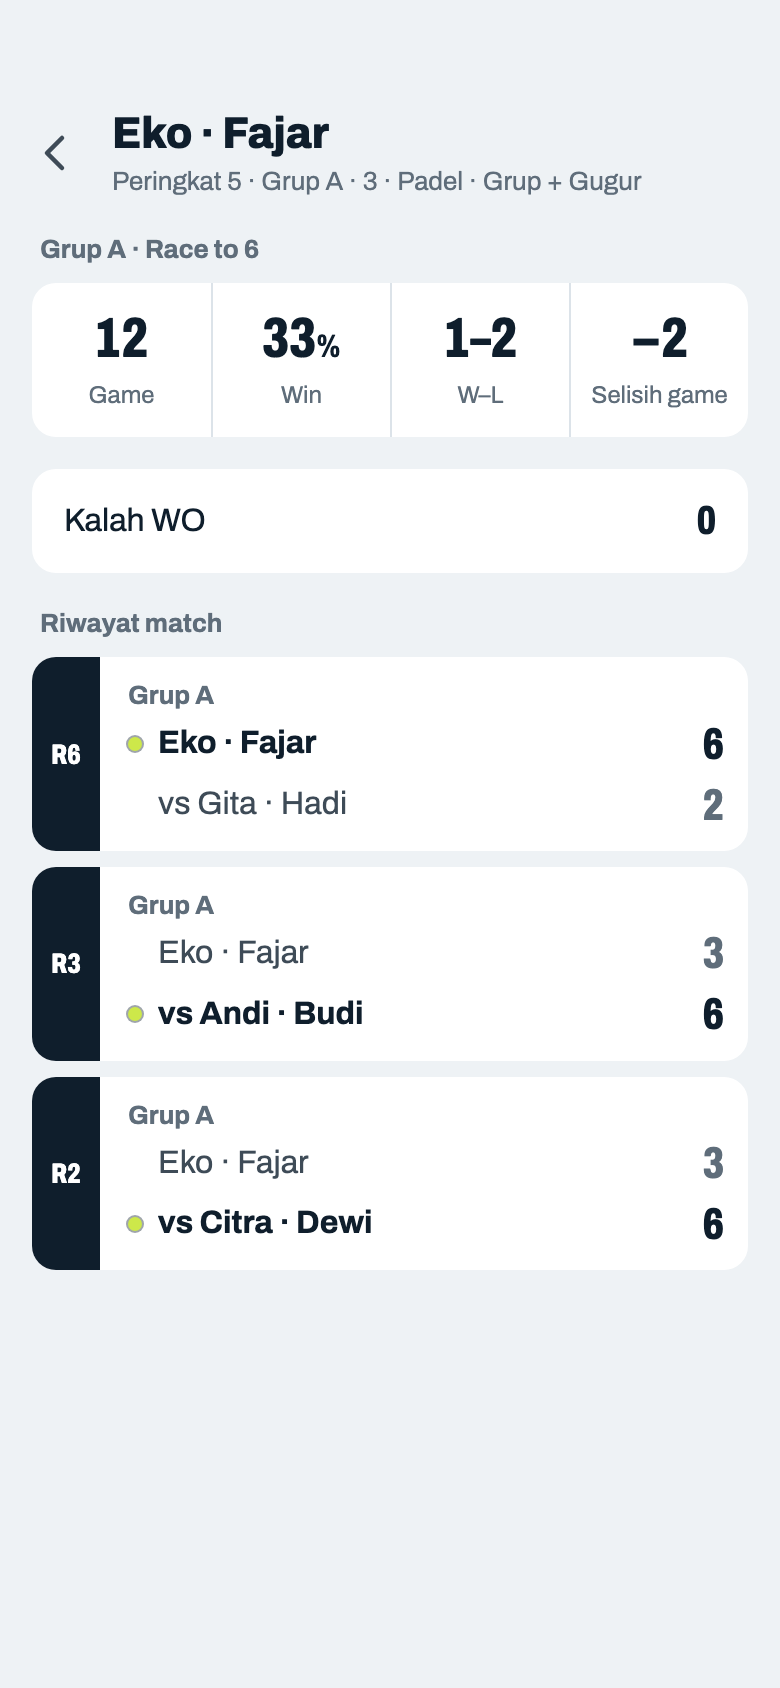 Eko · Fajar
Peringkat 5 · Grup A · 3 · Padel · Grup + Gugur
Grup A · Race to 6
12
Game
33%
Win
1–2
W–L
–2
Selisih game
Kalah WO 0
Riwayat match
R6
Grup A
Eko · Fajar 6
vs Gita · Hadi 2
R3
Grup A
Eko · Fajar 3
vs Andi · Budi 6
R2
Grup A
Eko · Fajar 3
vs Citra · Dewi 6